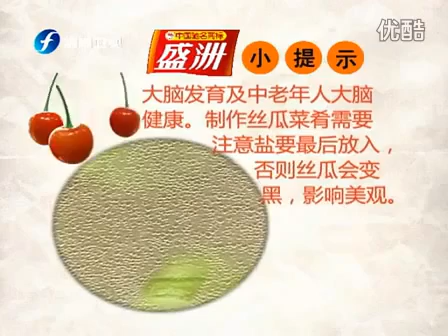 优酷
中国驰名商标
盛洲
小提示
大脑发育及中老年人大脑
健康。制作丝瓜菜肴需要
注意盐要最后放入，
否则丝瓜会变
黑，影响美观。